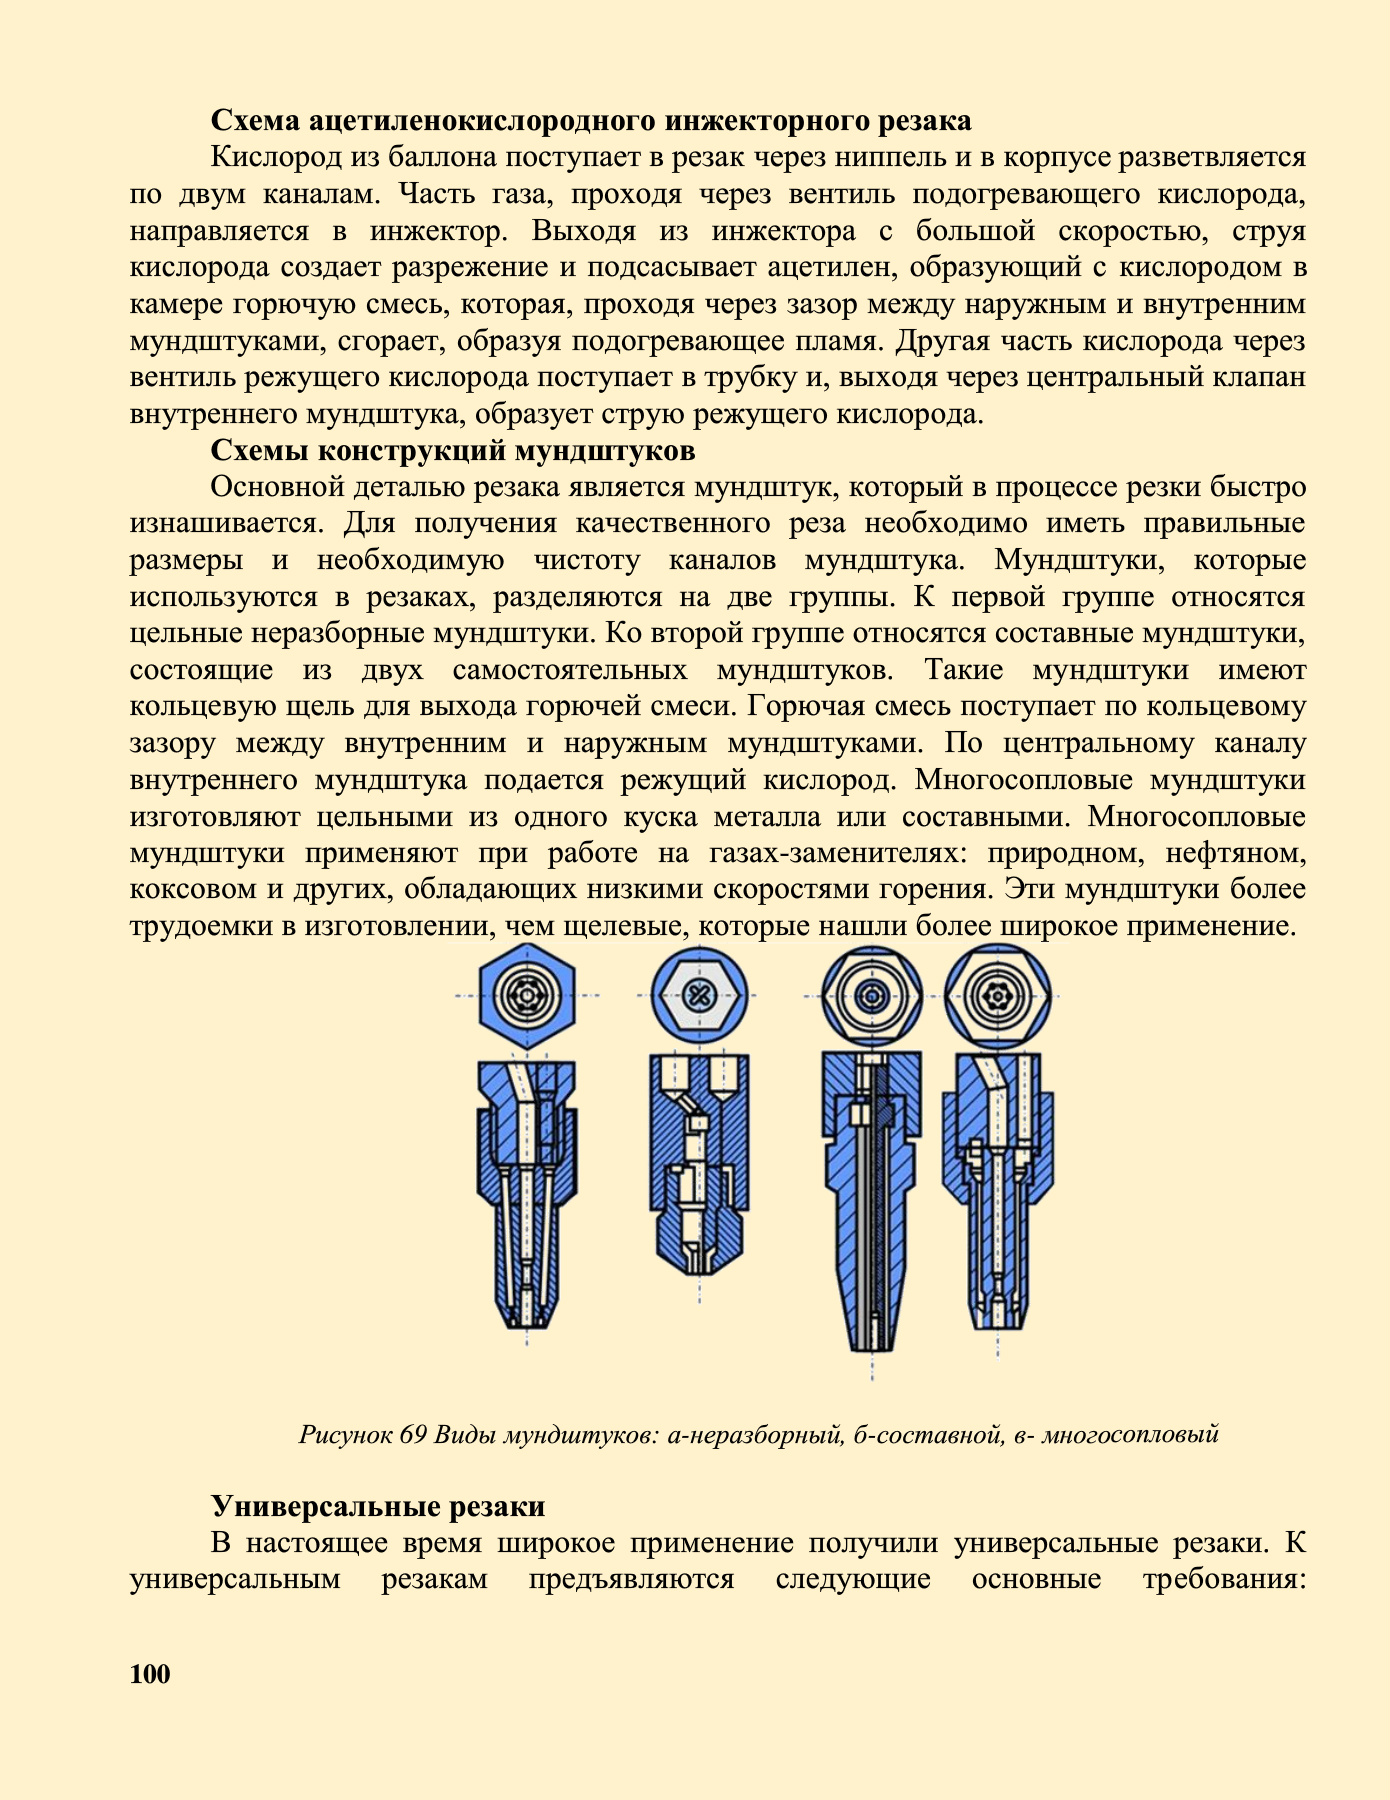 Схема ацетиленокислородного инжекторного резака
Кислород из баллона поступает в резак через ниппель и в корпусе разветвляется
по двум каналам. Часть газа, проходя через вентиль подогревающего кислорода,
направляется в инжектор. Выходя из инжектора с большой скоростью, струя
кислорода создает разрежение и подсасывает ацетилен, образующий с кислородом в
камере горючую смесь, которая, проходя через зазор между наружным и внутренним
мундштуками, сгорает, образуя подогревающее пламя. Другая часть кислорода через
вентиль режущего кислорода поступает в трубку и, выходя через центральный клапан
внутреннего мундштука, образует струю режущего кислорода.
Схемы конструкций мундштуков
Основной деталью резака является мундштук, который в процессе резки быстро
изнашивается. Для получения качественного реза необходимо иметь правильные
размеры и необходимую чистоту каналов мундштука. Мундштуки, которые
используются в резаках, разделяются на две группы. К первой группе относятся
цельные неразборные мундштуки. Ко второй группе относятся составные мундштуки,
состоящие из двух самостоятельных мундштуков. Такие мундштуки имеют
кольцевую щель для выхода горючей смеси. Горючая смесь поступает по кольцевому
зазору между внутренним и наружным мундштуками. По центральному каналу
внутреннего мундштука подается режущий кислород. Многосопловые мундштуки
изготовляют цельными из одного куска металла или составными. Многосопловые
мундштуки применяют при работе на газах-заменителях: природном, нефтяном,
коксовом и других, обладающих низкими скоростями горения. Эти мундштуки более
трудоемки в изготовлении, чем щелевые, которые нашли более широкое применение.
Рисунок 69 Виды мундштуков: а-неразборный, б-составной, в- многосопловый
Универсальные резаки
В настоящее время широкое применение получили универсальные резаки. К
универсальным резакам предъявляются следующие основные требования:
100